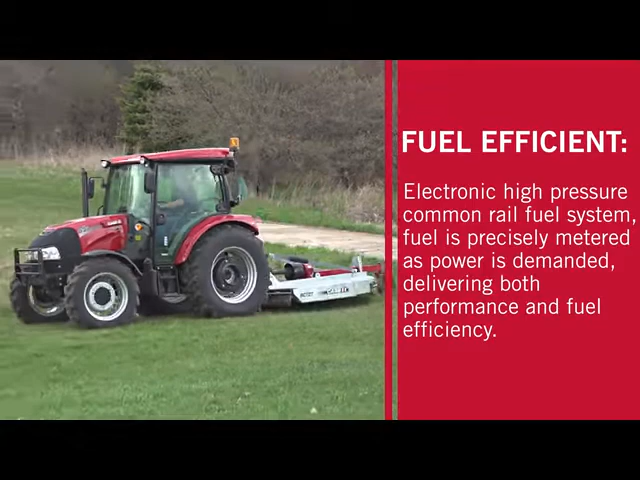 FUEL EFFICIENT:
Electronic high pressure
common rail fuel system,
fuel is precisely metered
as power is demanded,
delivering both
performance and fuel
efficiency.